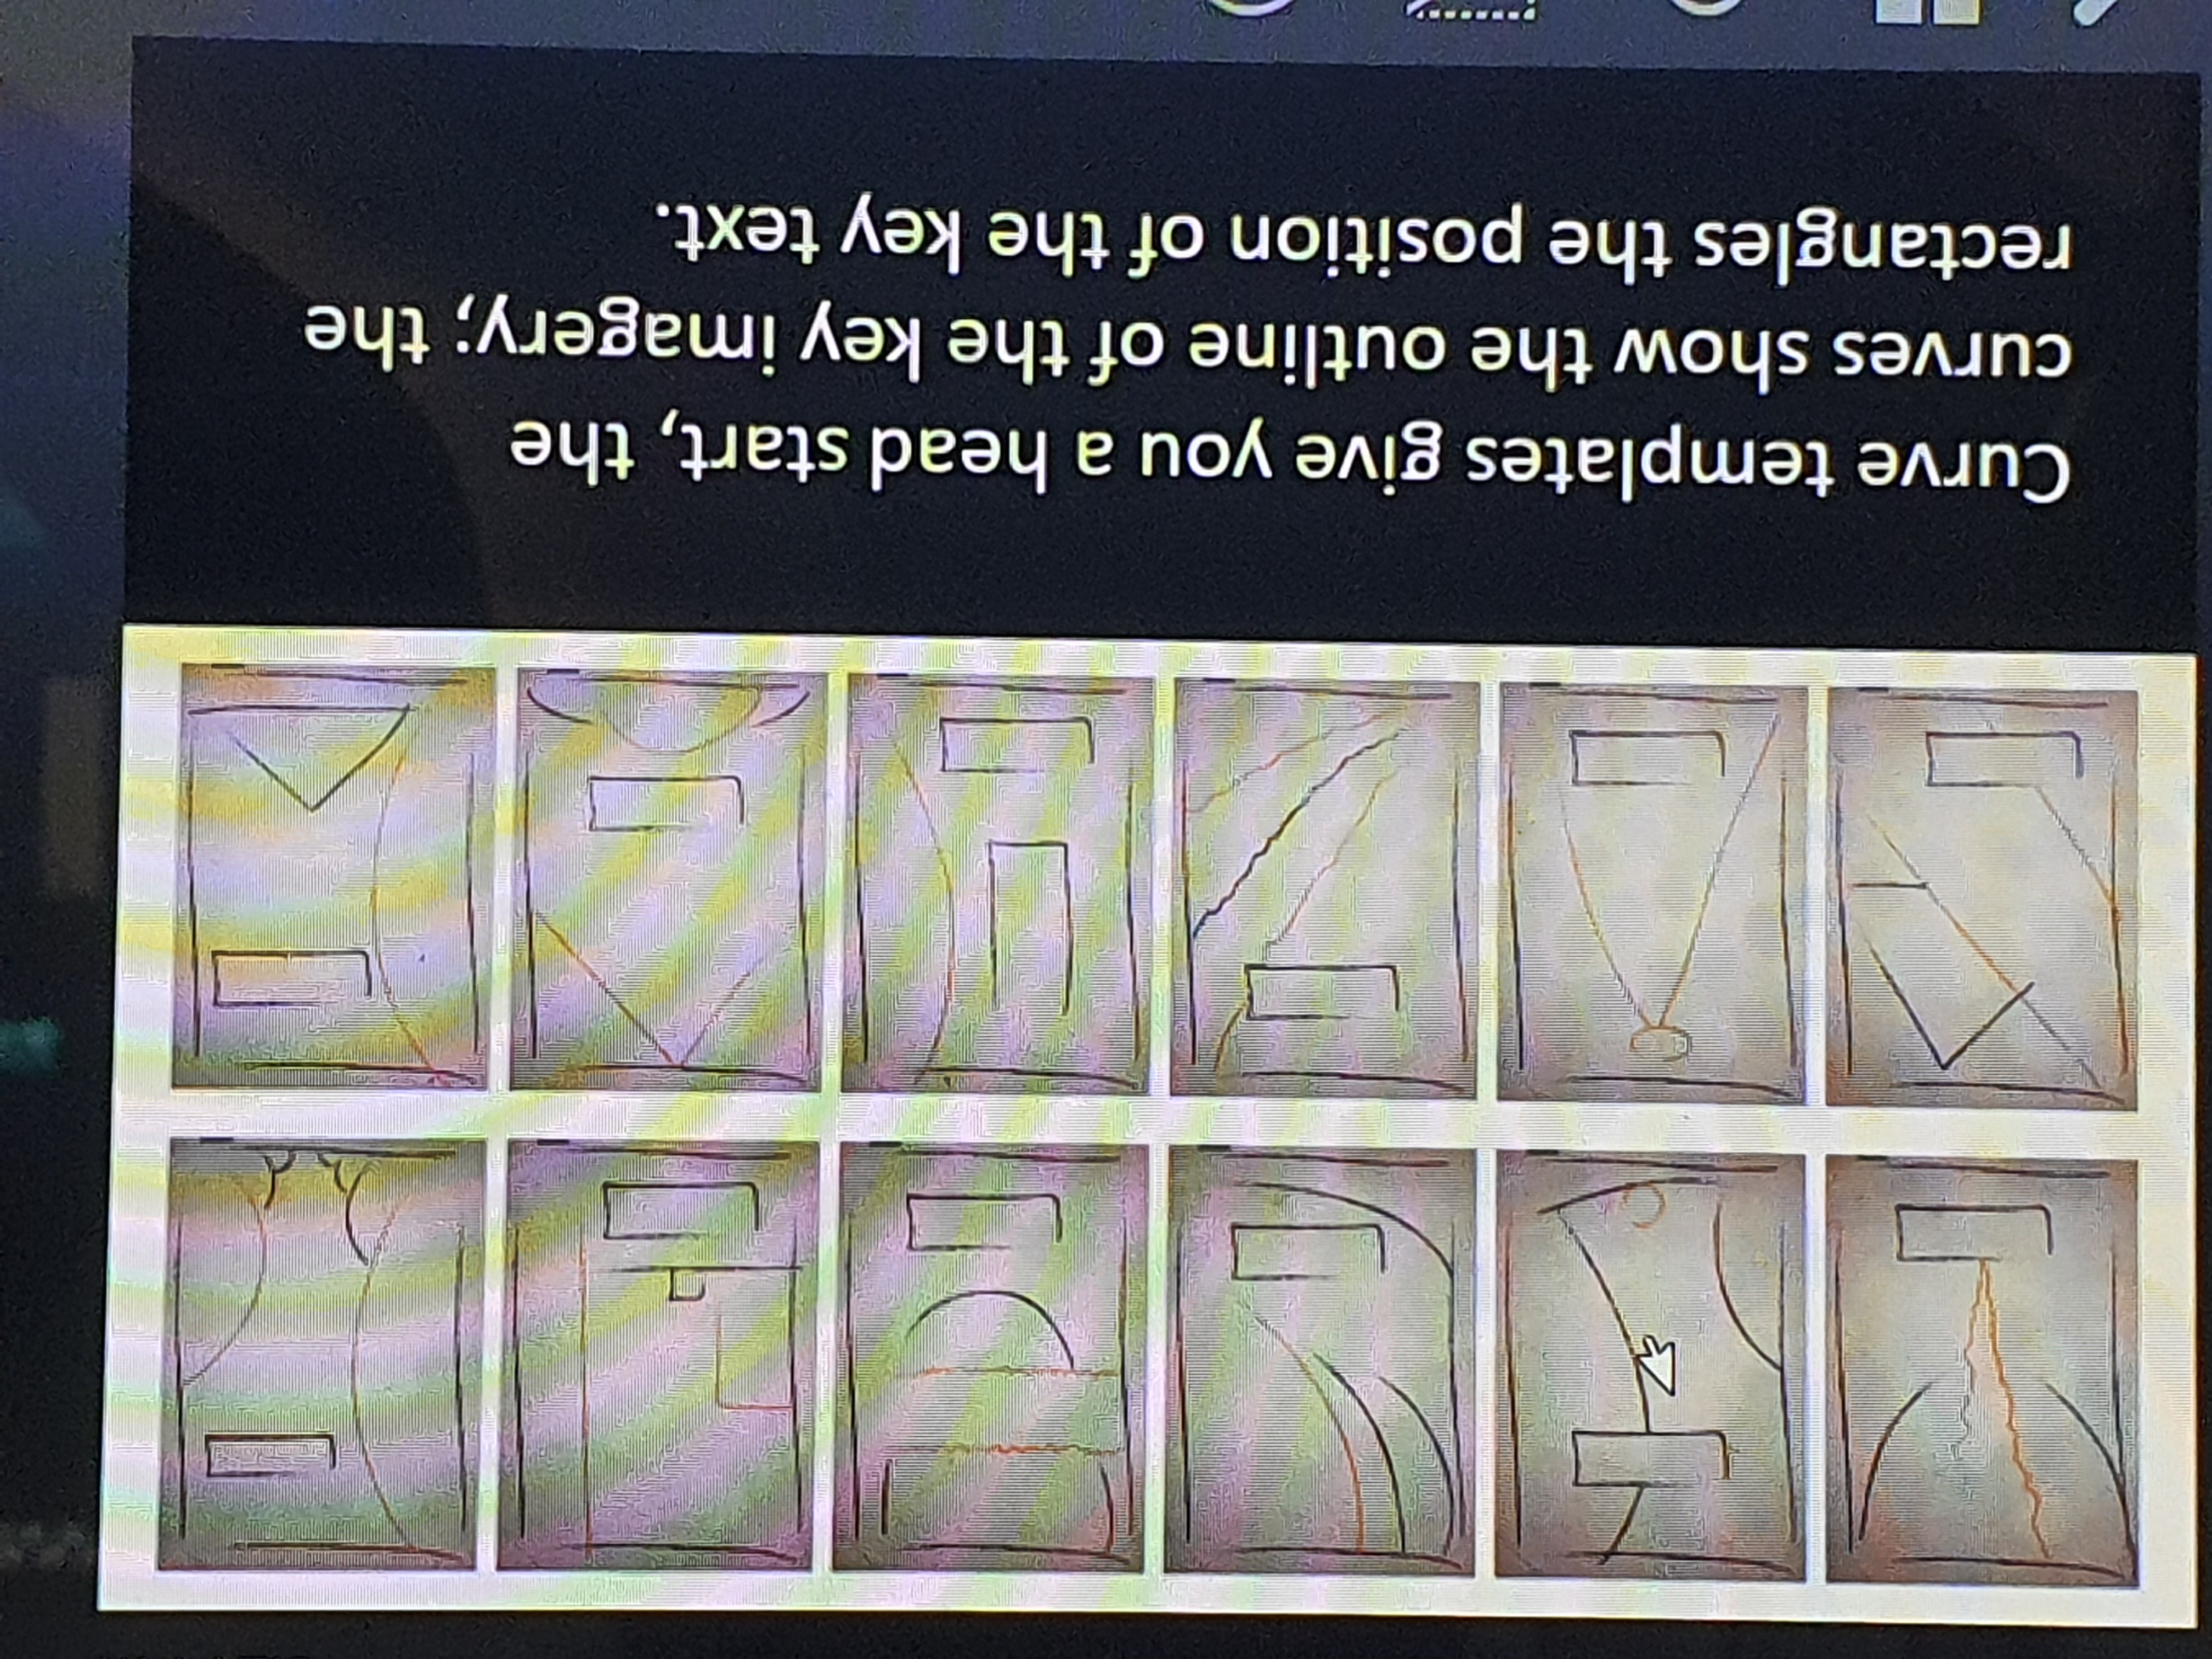 Curve templates give you a head start, the
curves show the outline of the key imagery; the
rectangles the position of the key text.